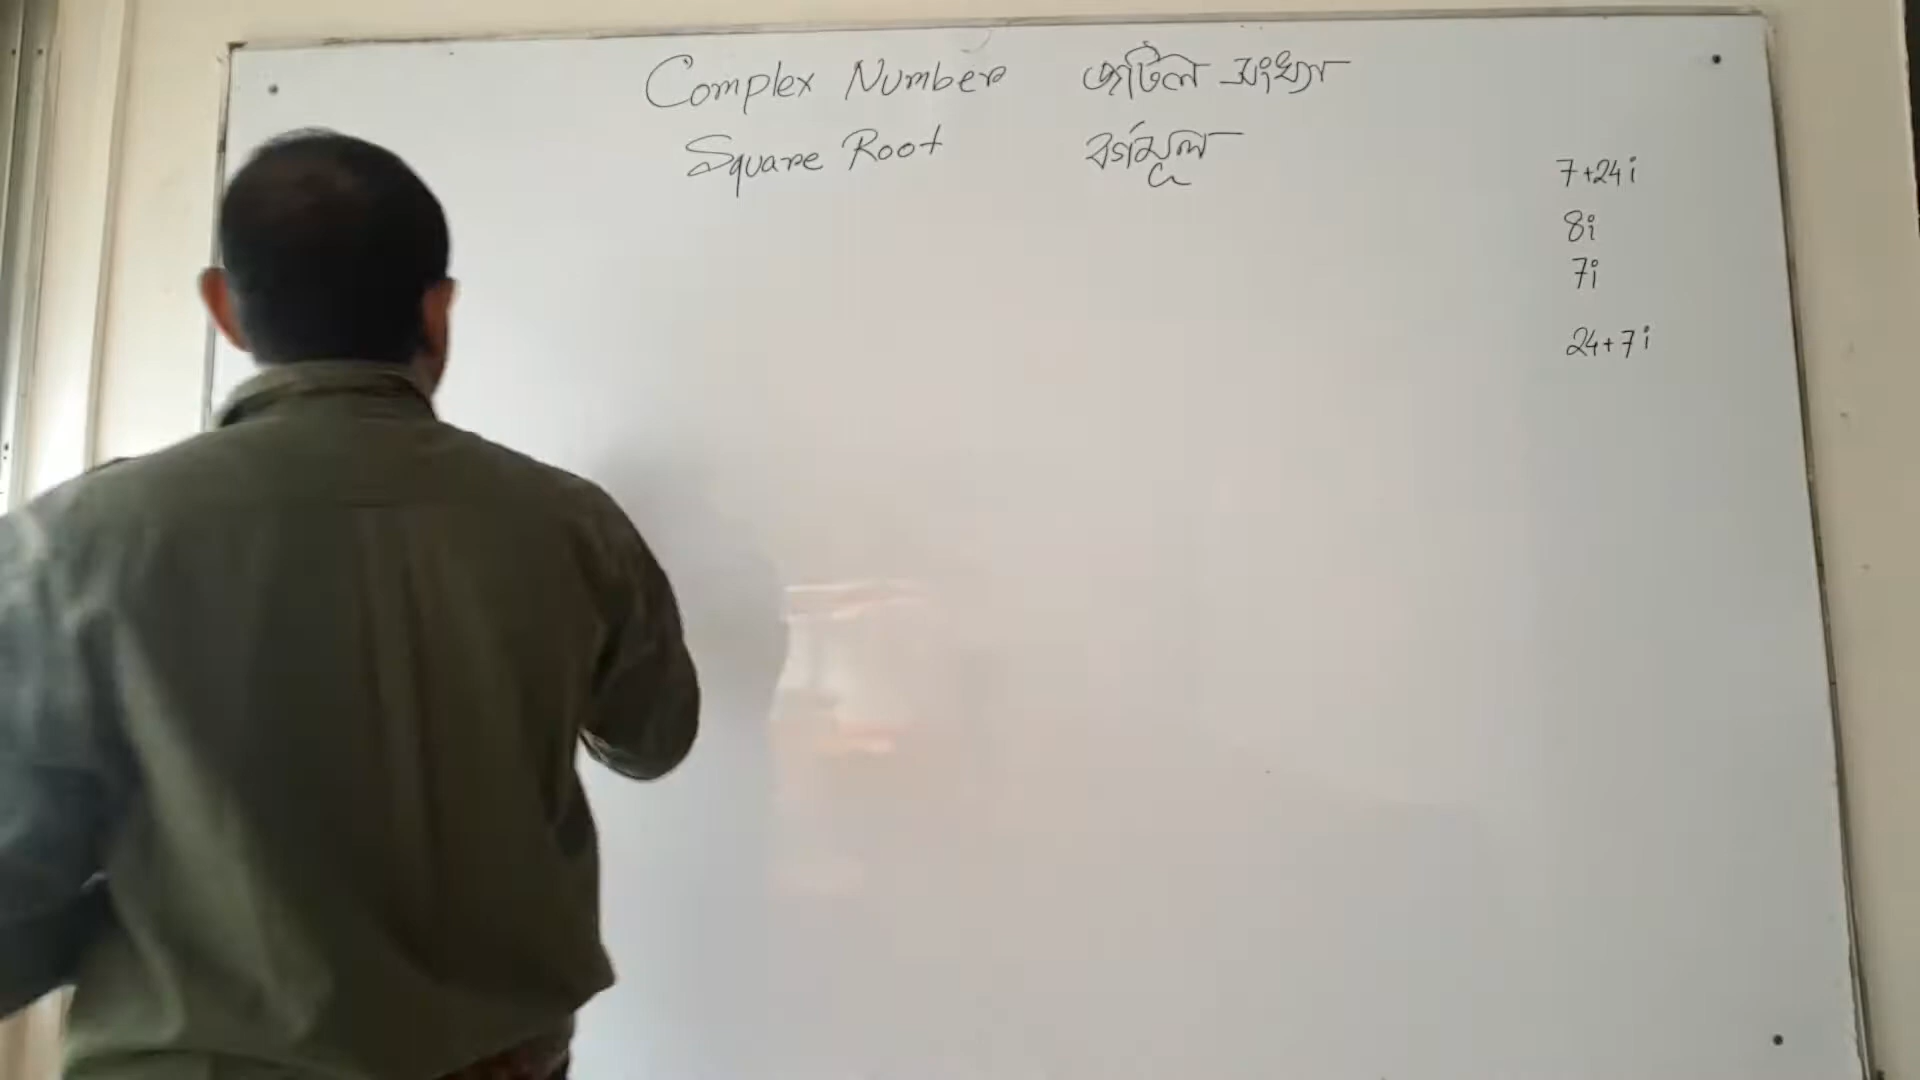 Complex Number জটিল সংখ্যা
Square Root বর্গমূল
7+24i
8i
7i
24+7i